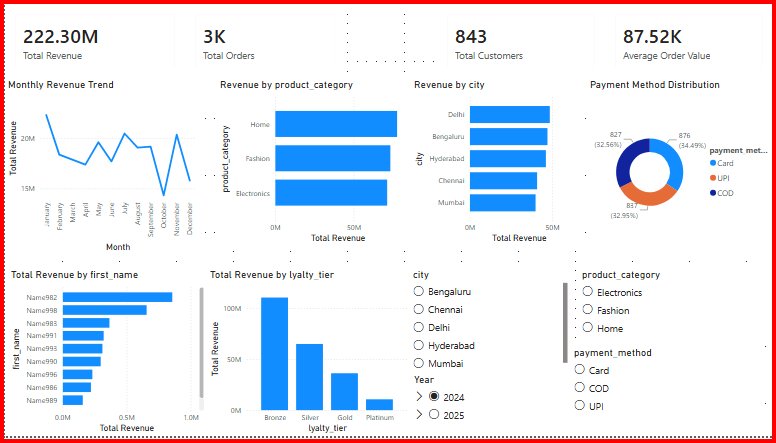 222.30M
Total Revenue
3K
Total Orders
843
Total Customers
87.52K
Average Order Value
Monthly Revenue Trend
Total Revenue
20M
15M
January
February
March
April
May
June
July
August
September
October
November
December
Month
Revenue by product_category
product_category
Home
Fashion
Electronics
0M
50M
Total Revenue
Revenue by city
city
Delhi
Bengaluru
Hyderabad
Chennai
Mumbai
0M
50M
Total Revenue
Payment Method Distribution
827
(32.56%)
876
(34.49%)
837
(32.95%)
payment_met...
Card
UPI
COD
Total Revenue by first_name
first_name
Name982
Name998
Name983
Name991
Name993
Name990
Name996
Name986
Name989
0.0M
0.5M
1.0M
Total Revenue
Total Revenue by lyalty_tier
Total Revenue
100M
50M
0M
Bronze
Silver
Gold
Platinum
lyalty_tier
city
Bengaluru
Chennai
Delhi
Hyderabad
Mumbai
Year
2024
2025
product_category
Electronics
Fashion
Home
payment_method
Card
COD
UPI